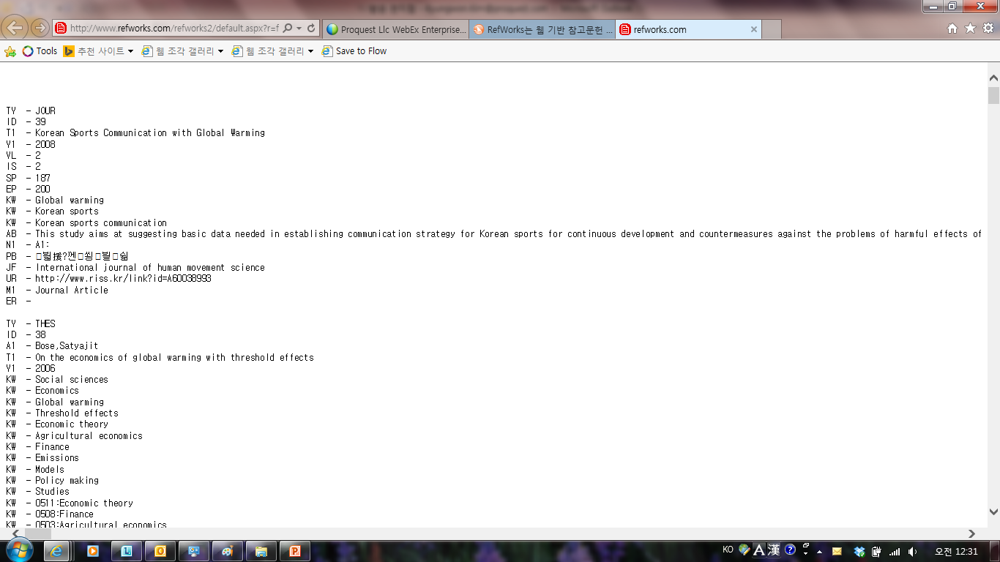 http://www.refworks.com/refworks2/default.aspx?r=f
Proquest Llc WebEx Enterprise...
RefWorks는 웹 기반 참고문헌 ...
refworks.com
Tools
추천 사이트
웹 조각 갤러리
웹 조각 갤러리
Save to Flow
TY - JOUR
ID - 39
T1 - Korean Sports Communication with Global Warming
Y1 - 2008
VL - 2
IS - 2
SP - 187
EP - 200
KW - Global warming
KW - Korean sports
KW - Korean sports communication
AB - This study aims at suggesting basic data needed in establishing communication strategy for Korean sports for continuous development and countermeasures against the problems of harmful effects of
N1 - A1:
PB -
JF - International journal of human movement science
UR - http://www.riss.kr/link?id=A60038993
M1 - Journal Article
ER -
TY - THES
ID - 38
A1 - Bose,Satyajit
T1 - On the economics of global warming with threshold effects
Y1 - 2006
KW - Social sciences
KW - Economics
KW - Global warming
KW - Threshold effects
KW - Economic theory
KW - Agricultural economics
KW - Finance
KW - Emissions
KW - Models
KW - Policy making
KW - Studies
KW - 0511:Economic theory
KW - 0508:Finance
KW - 0503:Agricultural economics
KO
A 漢
오전 12:31